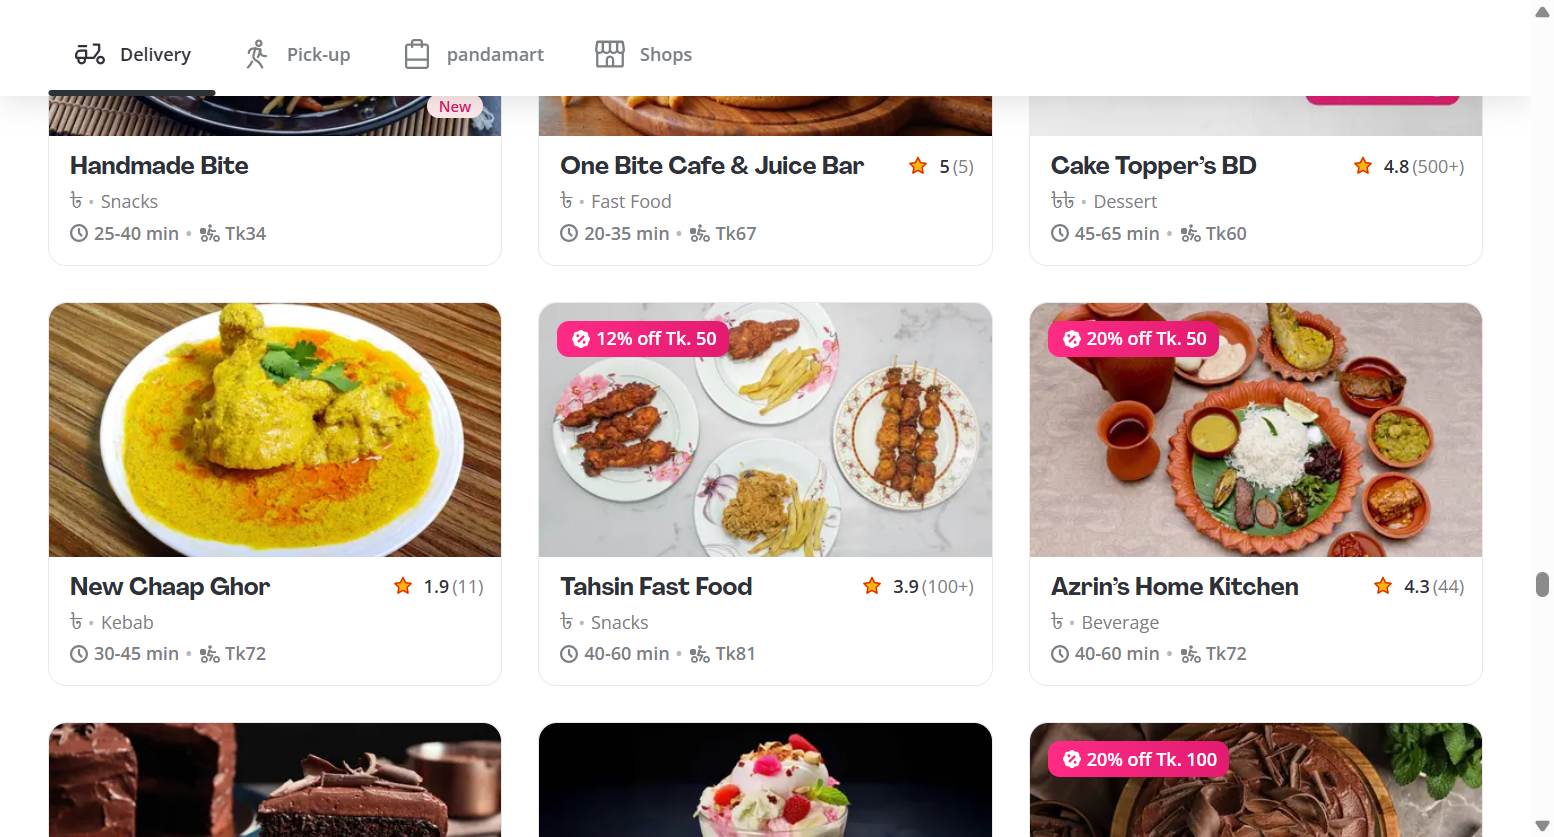 Delivery
Pick-up
pandamart
Shops
New
Handmade Bite
৳ • Snacks
25-40 min • Tk34
One Bite Cafe & Juice Bar 5 (5)
৳ • Fast Food
20-35 min • Tk67
Cake Topper’s BD 4.8 (500+)
৳৳ • Dessert
45-65 min • Tk60
New Chaap Ghor 1.9 (11)
৳ • Kebab
30-45 min • Tk72
12% off Tk. 50
Tahsin Fast Food 3.9 (100+)
৳ • Snacks
40-60 min • Tk81
20% off Tk. 50
Azrin’s Home Kitchen 4.3 (44)
৳ • Beverage
40-60 min • Tk72
20% off Tk. 100